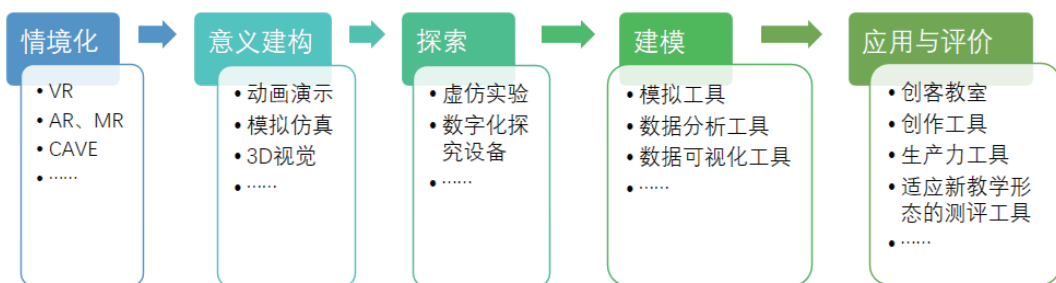 情境化
• VR
• AR、MR
• CAVE
• ……
意义建构
• 动画演示
• 模拟仿真
• 3D视觉
• ……
探索
• 虚仿实验
• 数字化探
究设备
• ……
建模
• 模拟工具
• 数据分析工具
• 数据可视化工具
• ……
应用与评价
• 创客教室
• 创作工具
• 生产力工具
• 适应新教学形
态的测评工具
• ……